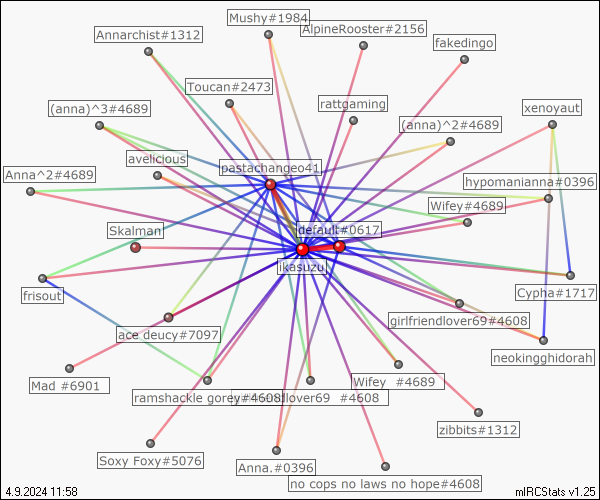 Mushy#1984
AlpineRooster#2156
Annarchist#1312
fakedingo
Toucan#2473
rattgaming
(anna)^3#4689
xenoyaut
(anna)^2#4689
avelicious
pastachangeo41
Anna^2#4689
hypomanianna#0396
Wifey#4689
Skalman
default#0617
ikasuzu
frisout
Cypha#1717
girlfriendlover69#4608
ace deucy#7097
neokingghidorah
Mad #6901
Wifey #4689
ramshackle gorey#4608
#4608
zibbits#1312
Soxy Foxy#5076
Anna.#0396
no cops no laws no hope#4608
4.9.2024 11:58
mIRCStats v1.25